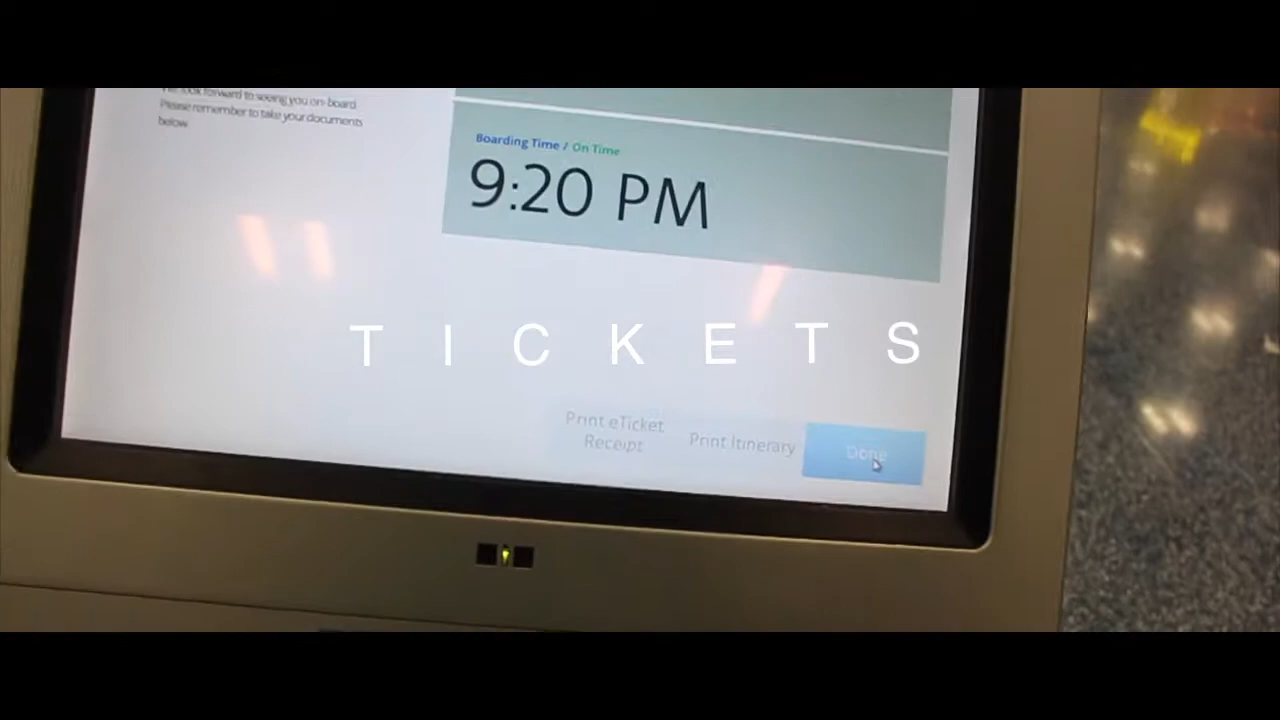 look forward to seeing you on-board.
Please remember to take your documents
below.
Boarding Time / On Time
9:20 PM
TICKETS
Print eTicket
Receipt
Print Itinerary
Done